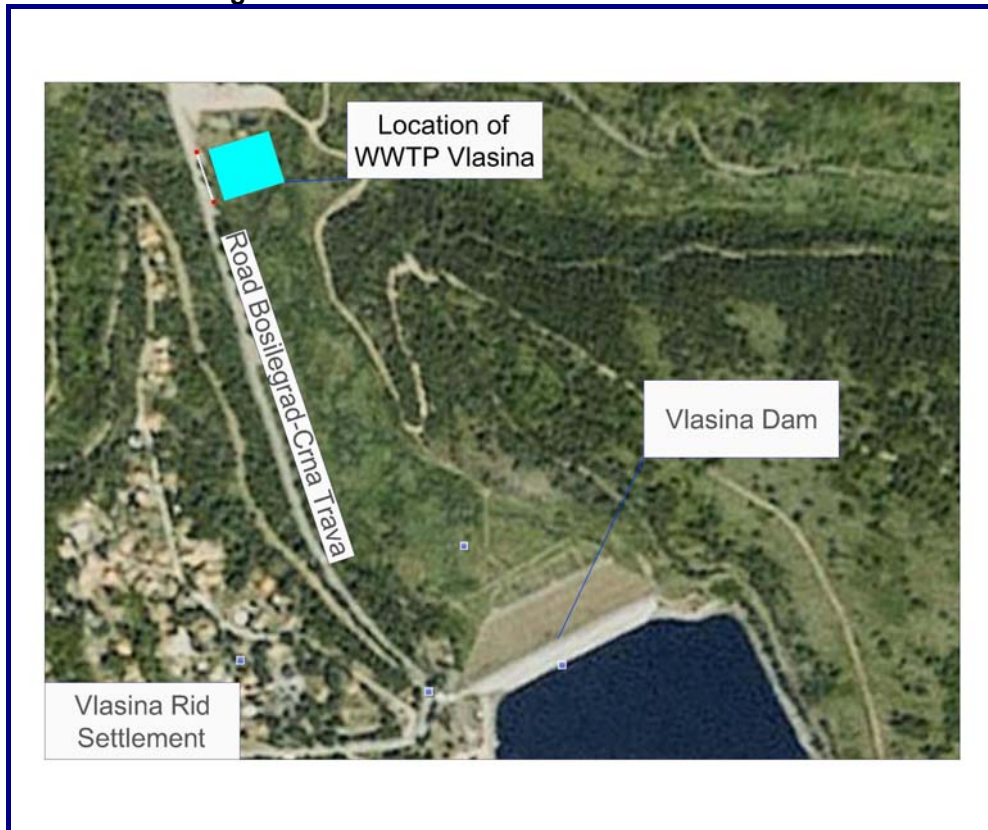 Location of
WWTP Vlasina
Road Bosilegrad-Crna Trava
Vlasina Dam
Vlasina Rid
Settlement